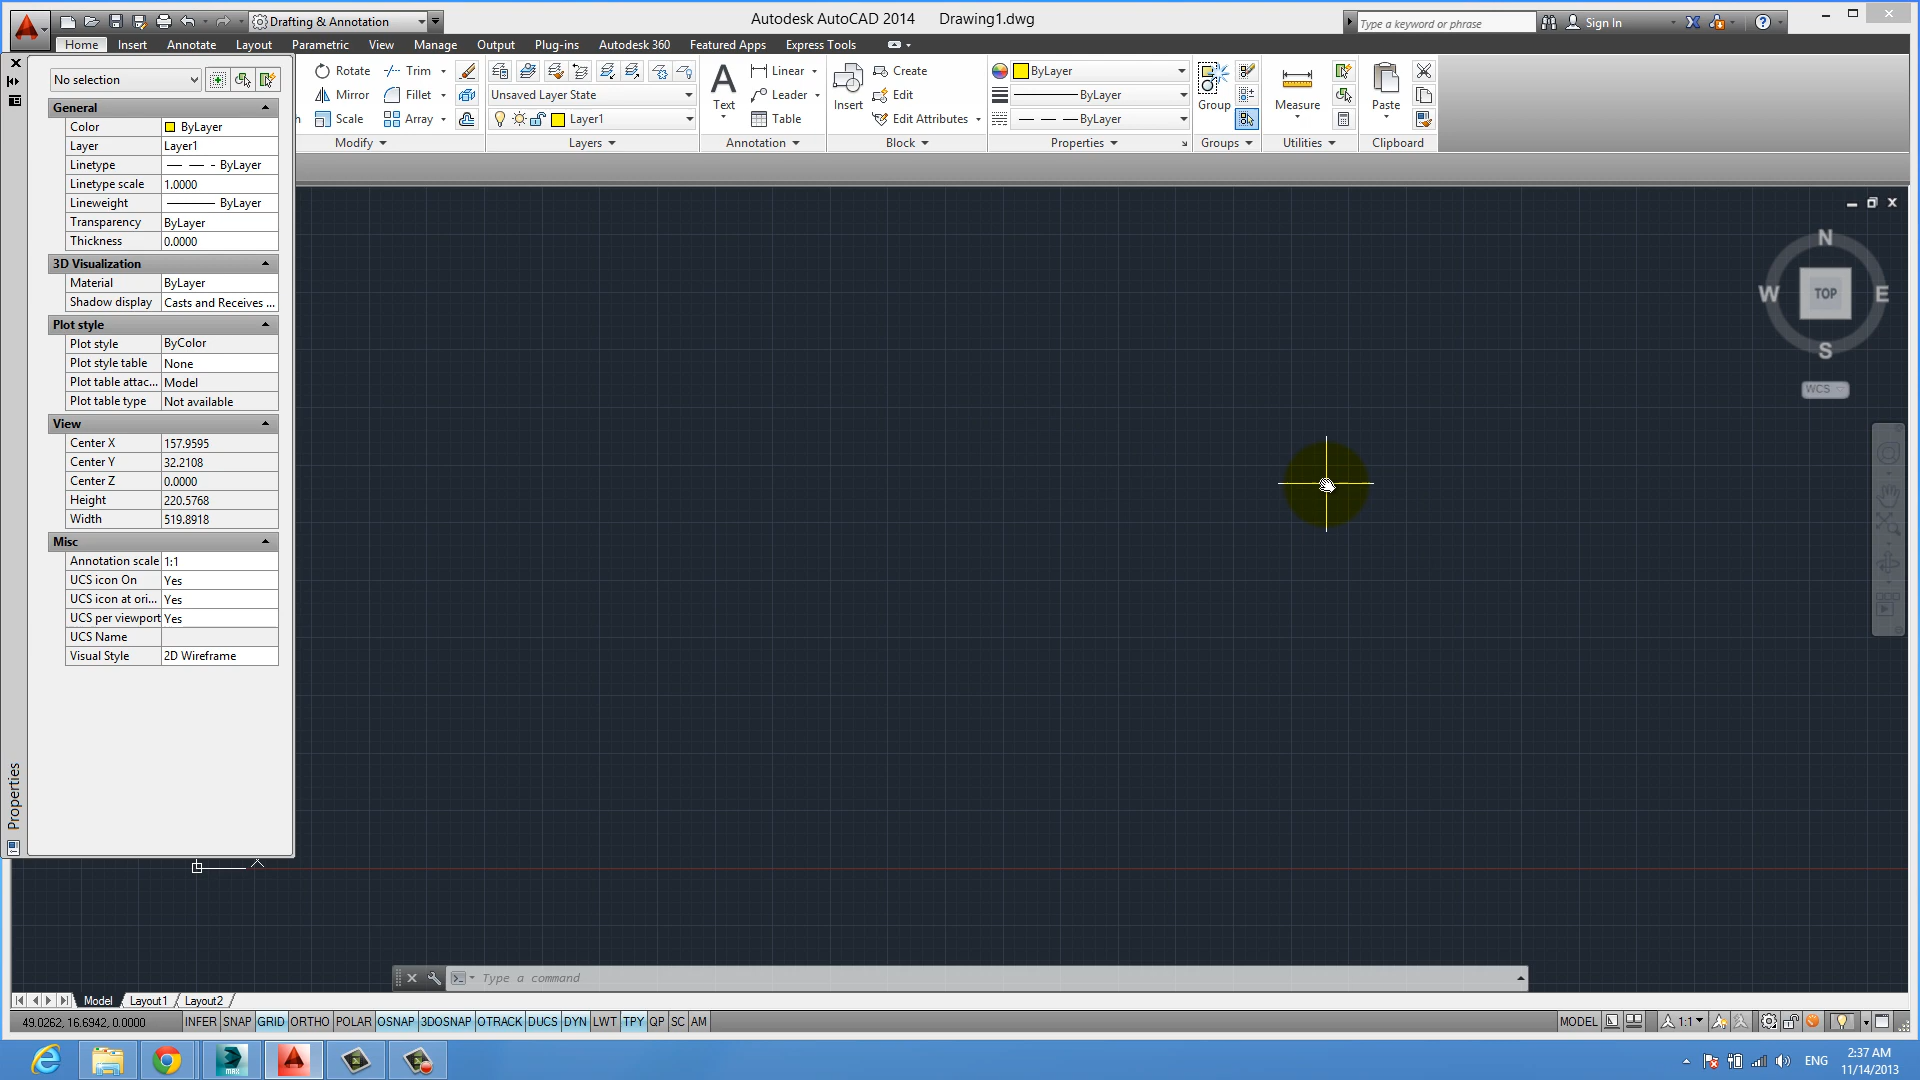 Drafting & Annotation
Autodesk AutoCAD 2014 Drawing1.dwg
Type a keyword or phrase
Sign In
Home Insert Annotate Layout Parametric View Manage Output Plug-ins Autodesk 360 Featured Apps Express Tools
No selection
General
Color ByLayer
Layer Layer1
Linetype ByLayer
Linetype scale 1.0000
Lineweight ByLayer
Transparency ByLayer
Thickness 0.0000
3D Visualization
Material ByLayer
Shadow display Casts and Receives ...
Plot style
Plot style ByColor
Plot style table None
Plot table attac... Model
Plot table type Not available
View
Center X 157.9595
Center Y 32.2108
Center Z 0.0000
Height 220.5768
Width 519.8918
Misc
Annotation scale 1:1
UCS icon On Yes
UCS icon at ori... Yes
UCS per viewport Yes
UCS Name
Visual Style 2D Wireframe
Properties
Rotate Trim
Mirror Fillet
h Scale Array
Modify
Unsaved Layer State
Layer1
Layers
A
Text
Linear
Leader
Table
Annotation
Insert
Create
Edit
Edit Attributes
Block
ByLayer
ByLayer
ByLayer
Properties
Group
Groups
Measure
Utilities
Paste
Clipboard
N
W TOP E
S
WCS
Type a command
Model Layout1 Layout2
49.0262, 16.6942, 0.0000 INFER SNAP GRID ORTHO POLAR OSNAP 3DOSNAP OTRACK DUCS DYN LWT TPY QP SC AM MODEL 1:1
MAX
ENG
2:37 AM
11/14/2013